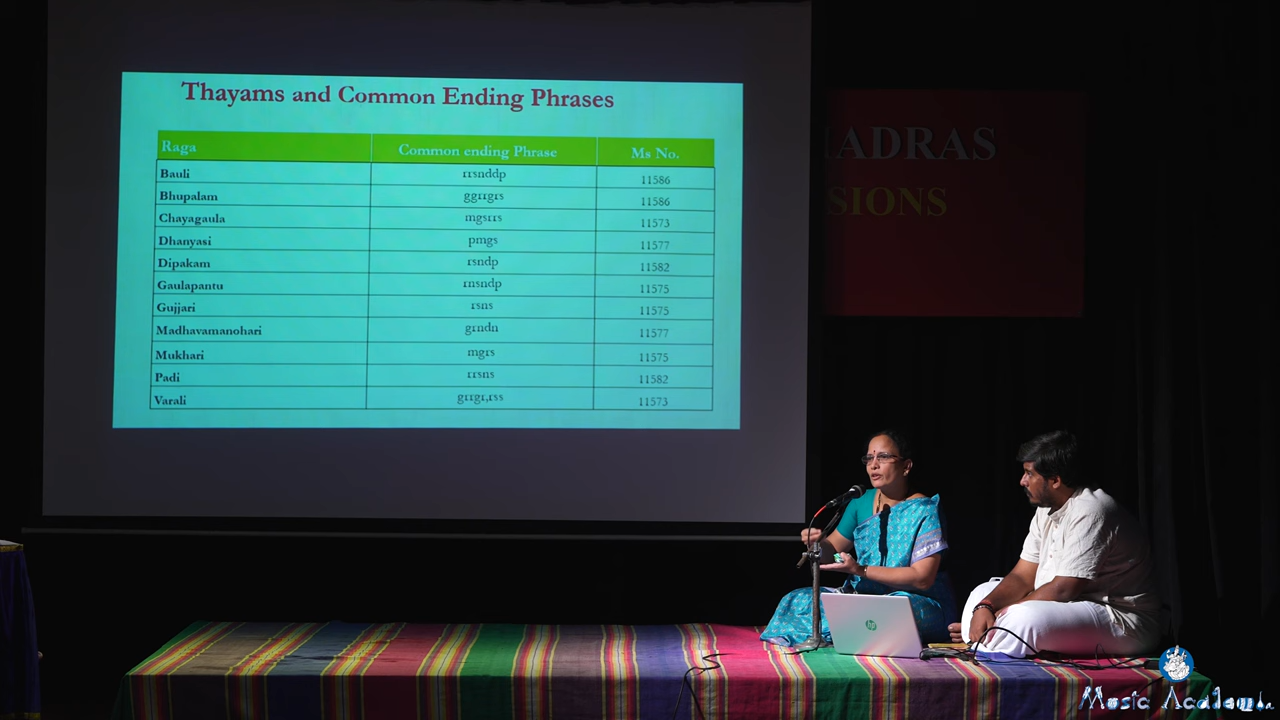 Thayams and Common Ending Phrases
Raga Common ending Phrase Ms No.
Bauli rrsnddp 11586
Bhupalam ggrrgrs 11586
Chayagaula mgsrrs 11573
Dhanyasi pmgs 11577
Dipakam rsndp 11582
Gaulapantu rnsndp 11575
Gujjari rsns 11575
Madhavamanohari grndn 11577
Mukhari mgrs 11575
Padi rrsns 11582
Varali grrgr,rss 11573
ADRAS
SIONS
hp
Music Academy